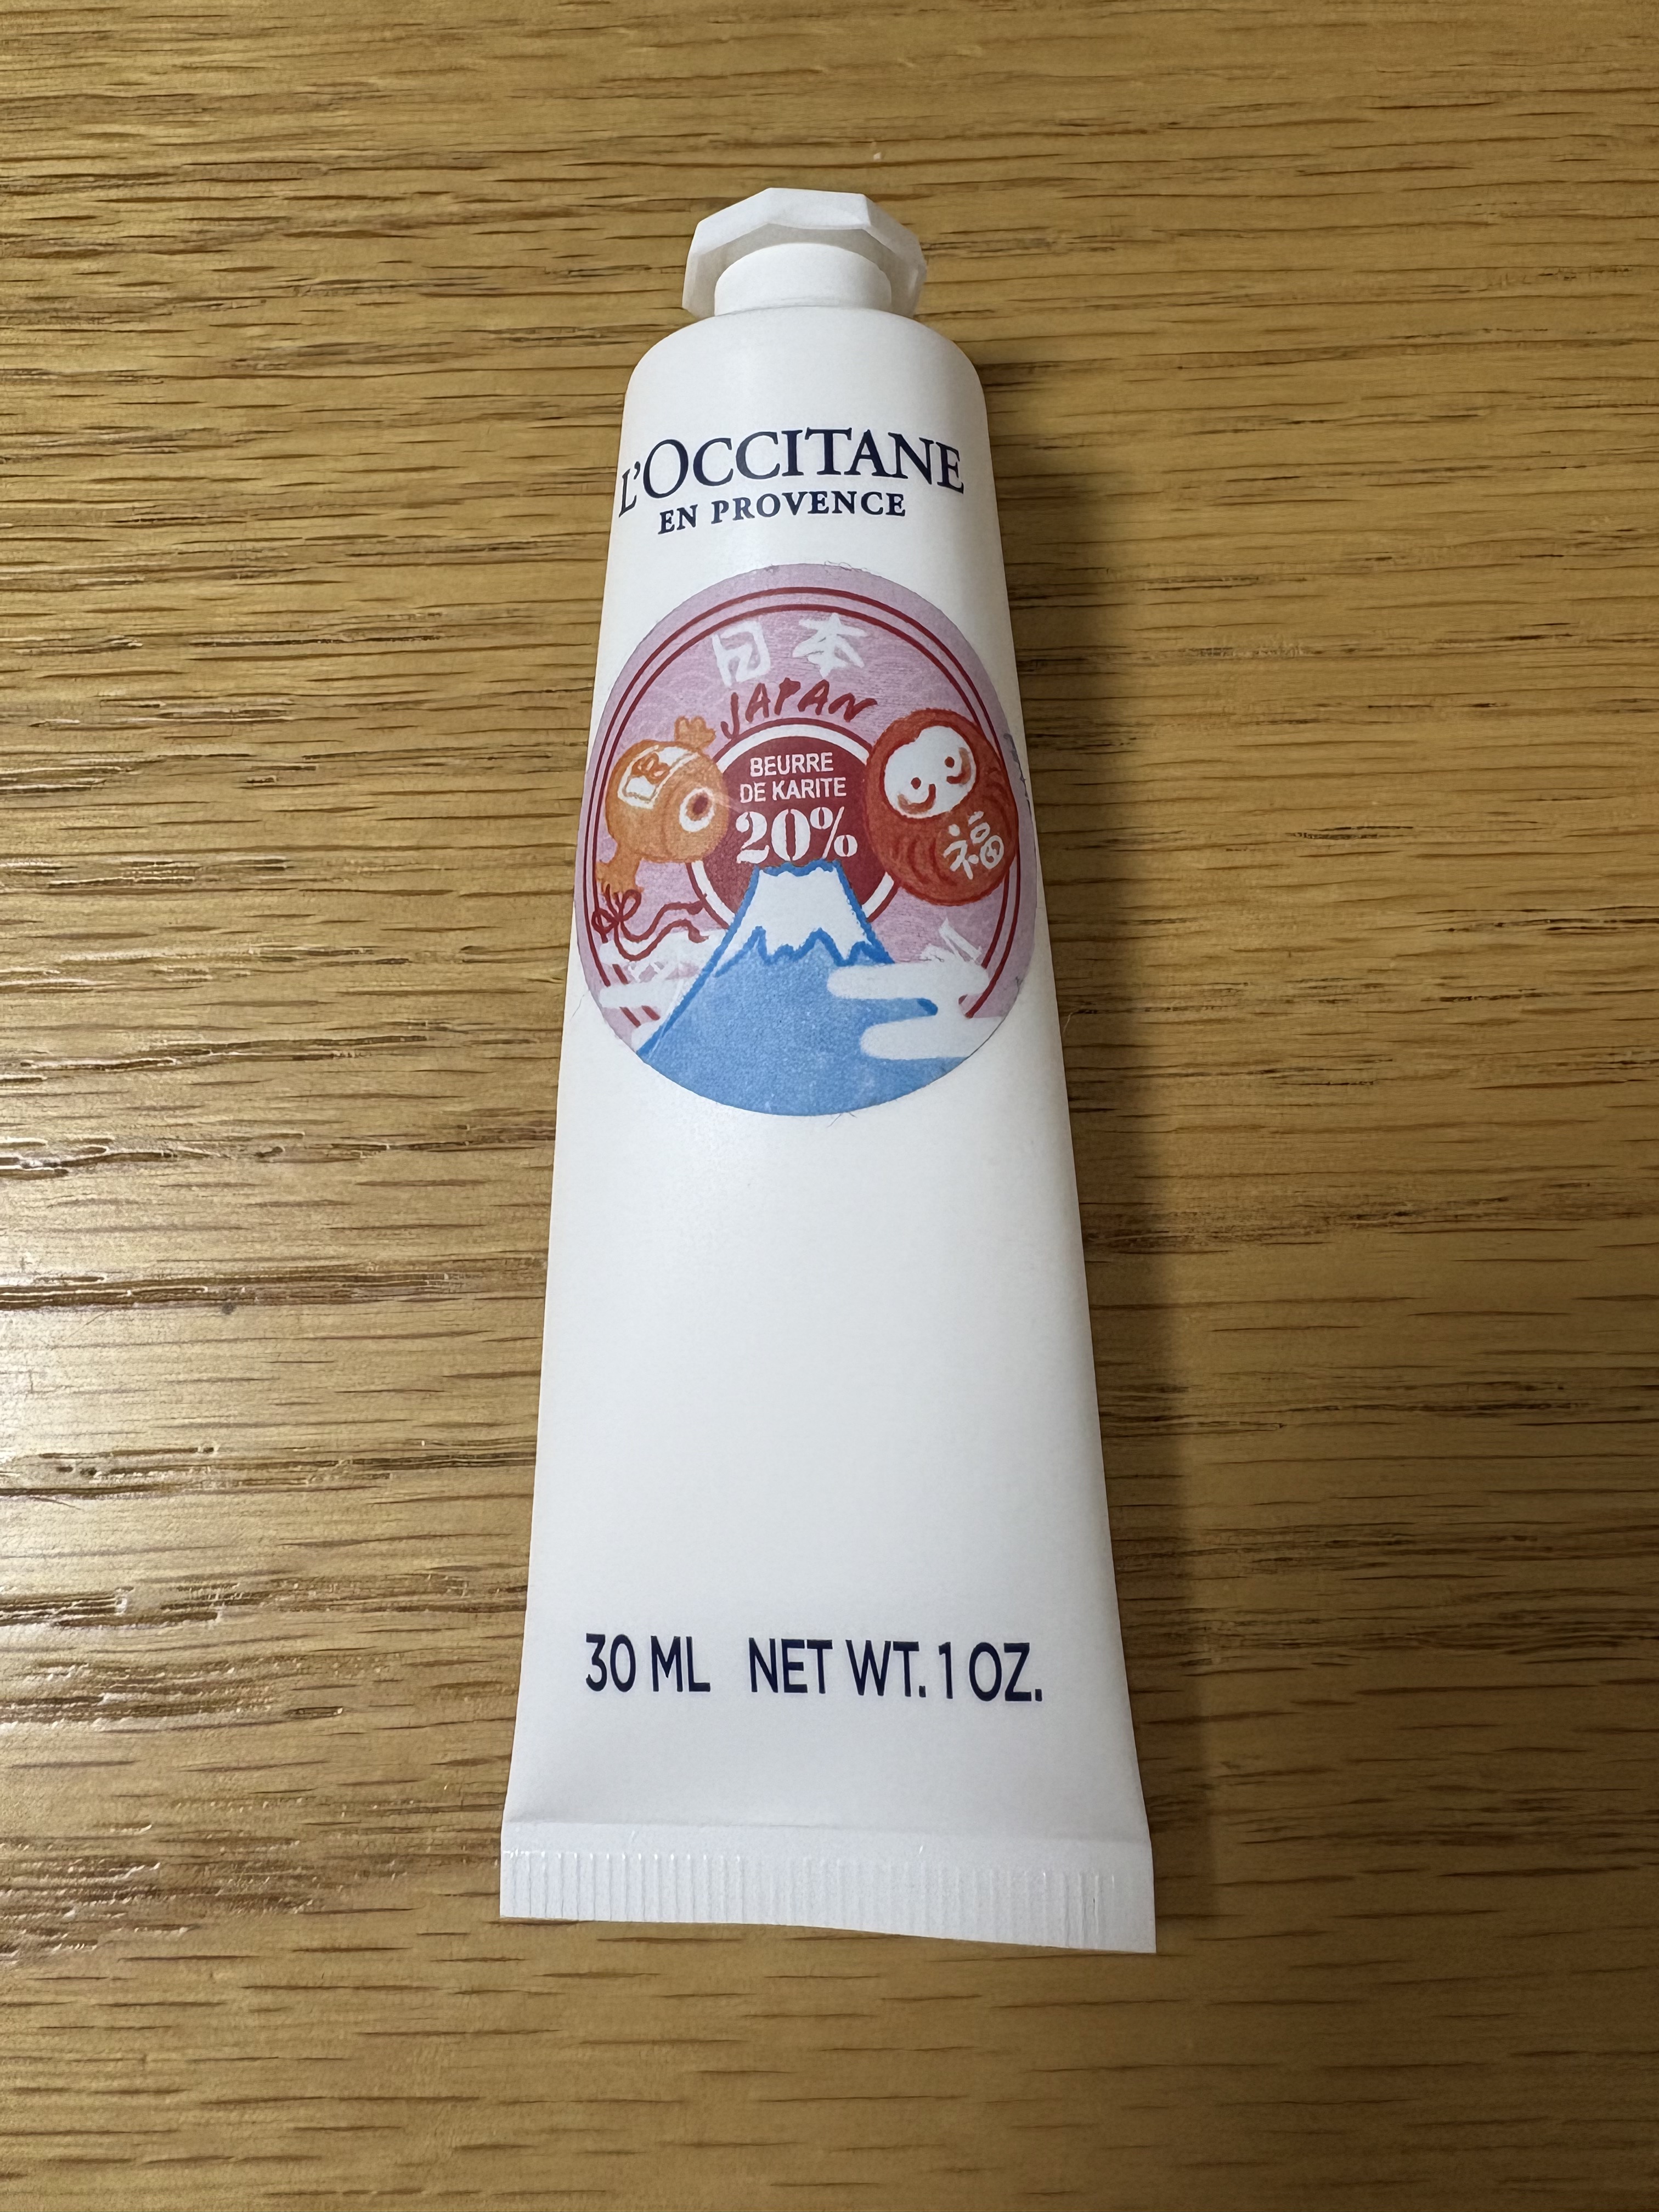 L'OCCITANE
EN PROVENCE
日本
JAPAN
BEURRE
DE KARITE
20%
福
30 ML NET WT. 1 OZ.